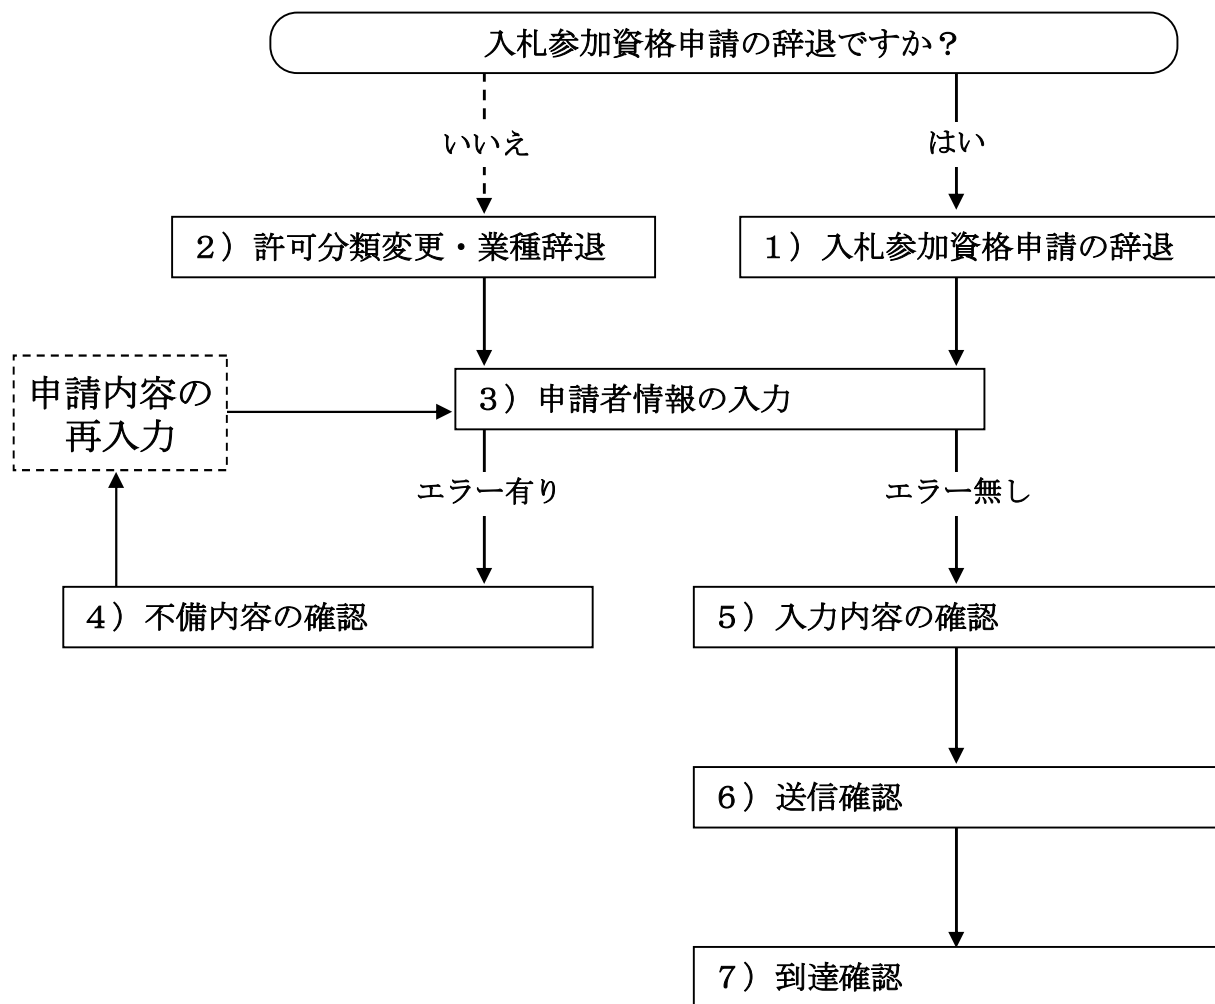 入札参加資格申請の辞退ですか？
いいえ
はい
２）許可分類変更・業種辞退
１）入札参加資格申請の辞退
申請内容の
再入力
３）申請者情報の入力
エラー有り
エラー無し
４）不備内容の確認
５）入力内容の確認
６）送信確認
７）到達確認